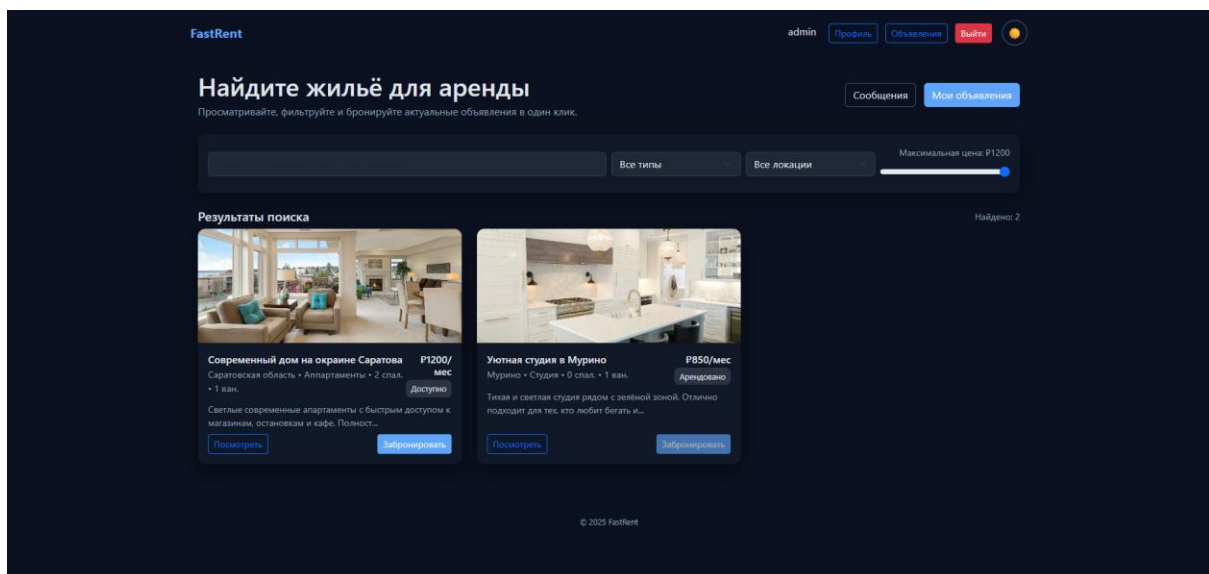 FastRent
admin Профиль Объявления Выйти
Найдите жильё для аренды
Просматривайте, фильтруйте и бронируйте актуальные объявления в один клик.
Сообщения Мои объявления
Все типы Все локации Максимальная цена: ₽1200
Результаты поиска Найдено: 2
Современный дом на окраине Саратова ₽1200/
мес
Саратовская область • Аппартаменты • 2 спал.
• 1 ван. Доступно
Светлые современные апартаменты с быстрым доступом к
магазинам, остановкам и кафе. Полност...
Посмотреть Забронировать
Уютная студия в Мурино ₽850/мес
Мурино • Студия • 0 спал. • 1 ван. Арендовано
Тихая и светлая студия рядом с зелёной зоной. Отлично
подходит для тех, кто любит бегать и...
Посмотреть Забронировать
© 2025 FastRent